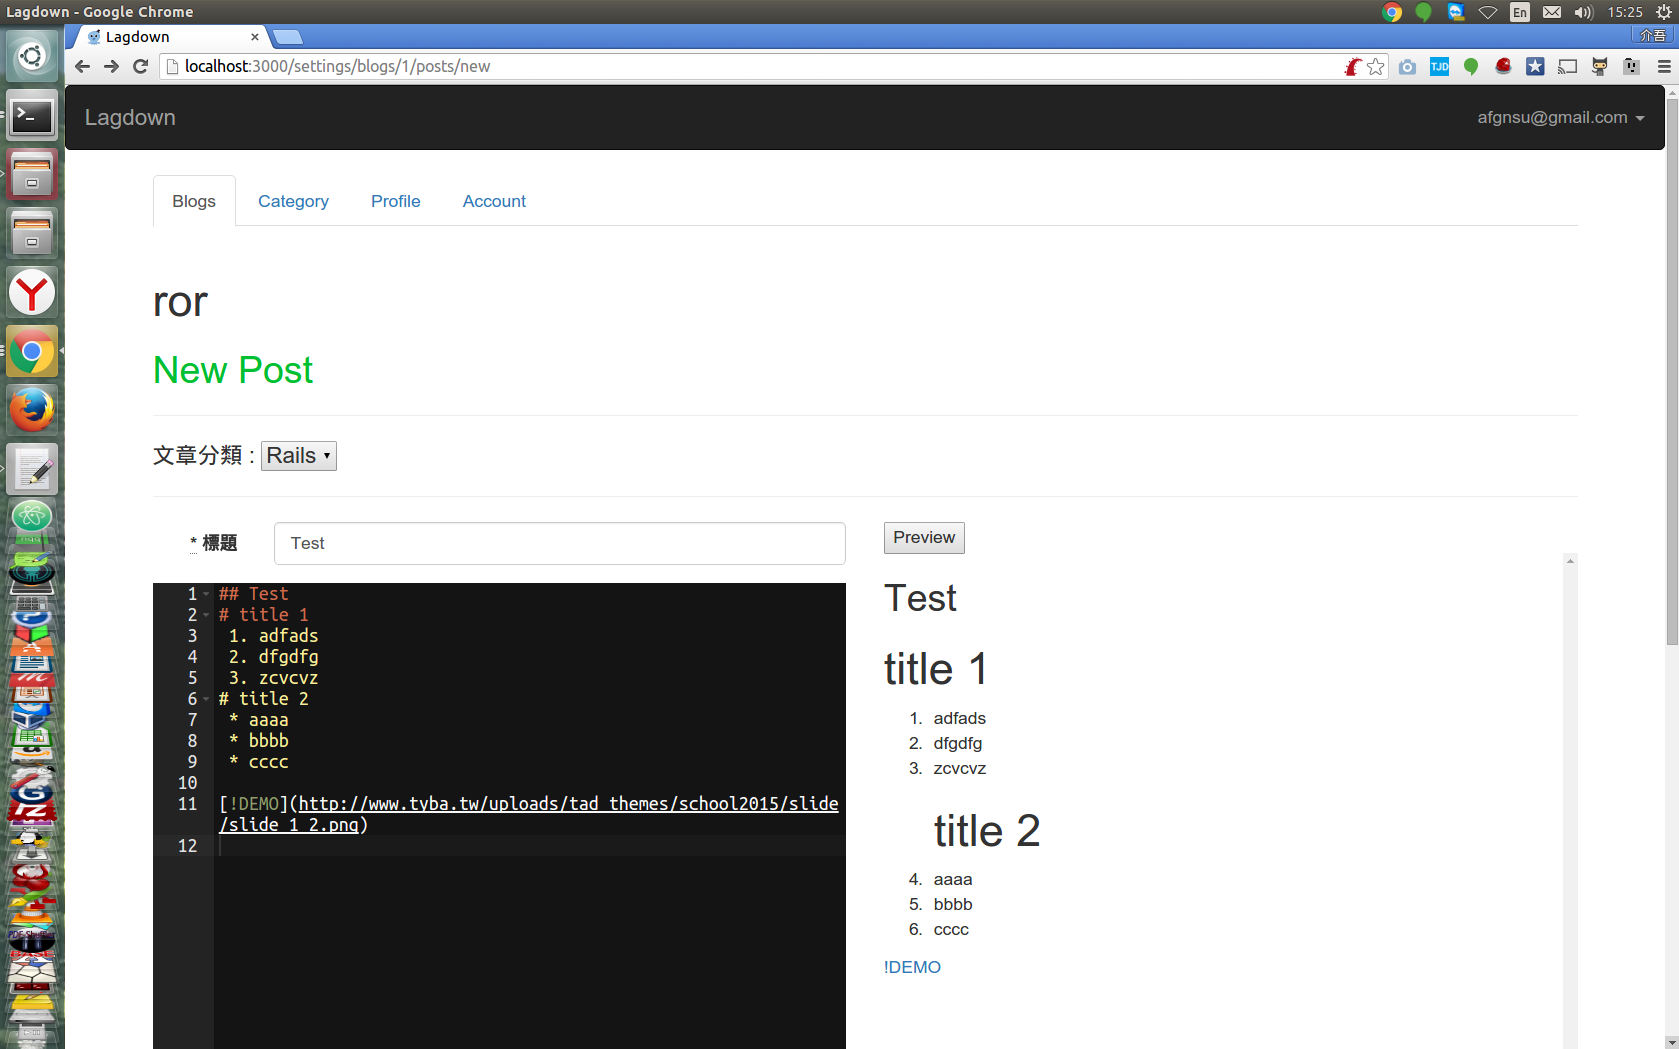 Lagdown - Google Chrome
En
15:25
Lagdown
介吾
localhost:3000/settings/blogs/1/posts/new
TJD
Lagdown
afgnsu@gmail.com
Blogs
Category
Profile
Account
ror
New Post
文章分類 : Rails
* 標題
Test
Preview
1 ## Test
2 # title 1
3 1. adfads
4 2. dfgdfg
5 3. zcvcvz
6 # title 2
7 * aaaa
8 * bbbb
9 * cccc
10
11 [!DEMO](http://www.tyba.tw/uploads/tad_themes/school2015/slide
/slide_1_2.png)
12
Test
title 1
1. adfads
2. dfgdfg
3. zcvcvz
title 2
4. aaaa
5. bbbb
6. cccc
!DEMO